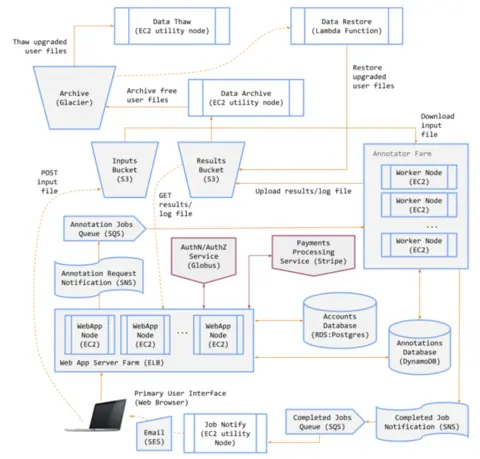 Thaw upgraded
user files
Data Thaw
(EC2 utility node)
Data Restore
(Lambda Function)
Archive
(Glacier)
Archive free
user files
Data Archive
(EC2 utility node)
Restore
upgraded
user files
Download
input
file
POST
input
file
Inputs
Bucket
(S3)
Results
Bucket
(S3)
GET
results/
log file
Upload results/log file
Annotator Farm
Worker Node
(EC2)
Worker Node
(EC2)
...
Worker Node
(EC2)
Annotation Jobs
Queue (SQS)
Annotation Request
Notification (SNS)
AuthN/AuthZ
Service
(Globus)
Payments
Processing
Service (Stripe)
WebApp
Node
(EC2)
WebApp
Node
(EC2)
...
WebApp
Node
(EC2)
Web App Server Farm (ELB)
Accounts
Database
(RDS:Postgres)
Annotations
Database
(DynamoDB)
Primary User Interface
(Web Browser)
Email
(SES)
Job Notify
(EC2 utility
Node)
Completed Jobs
Queue (SQS)
Completed Job
Notification (SNS)